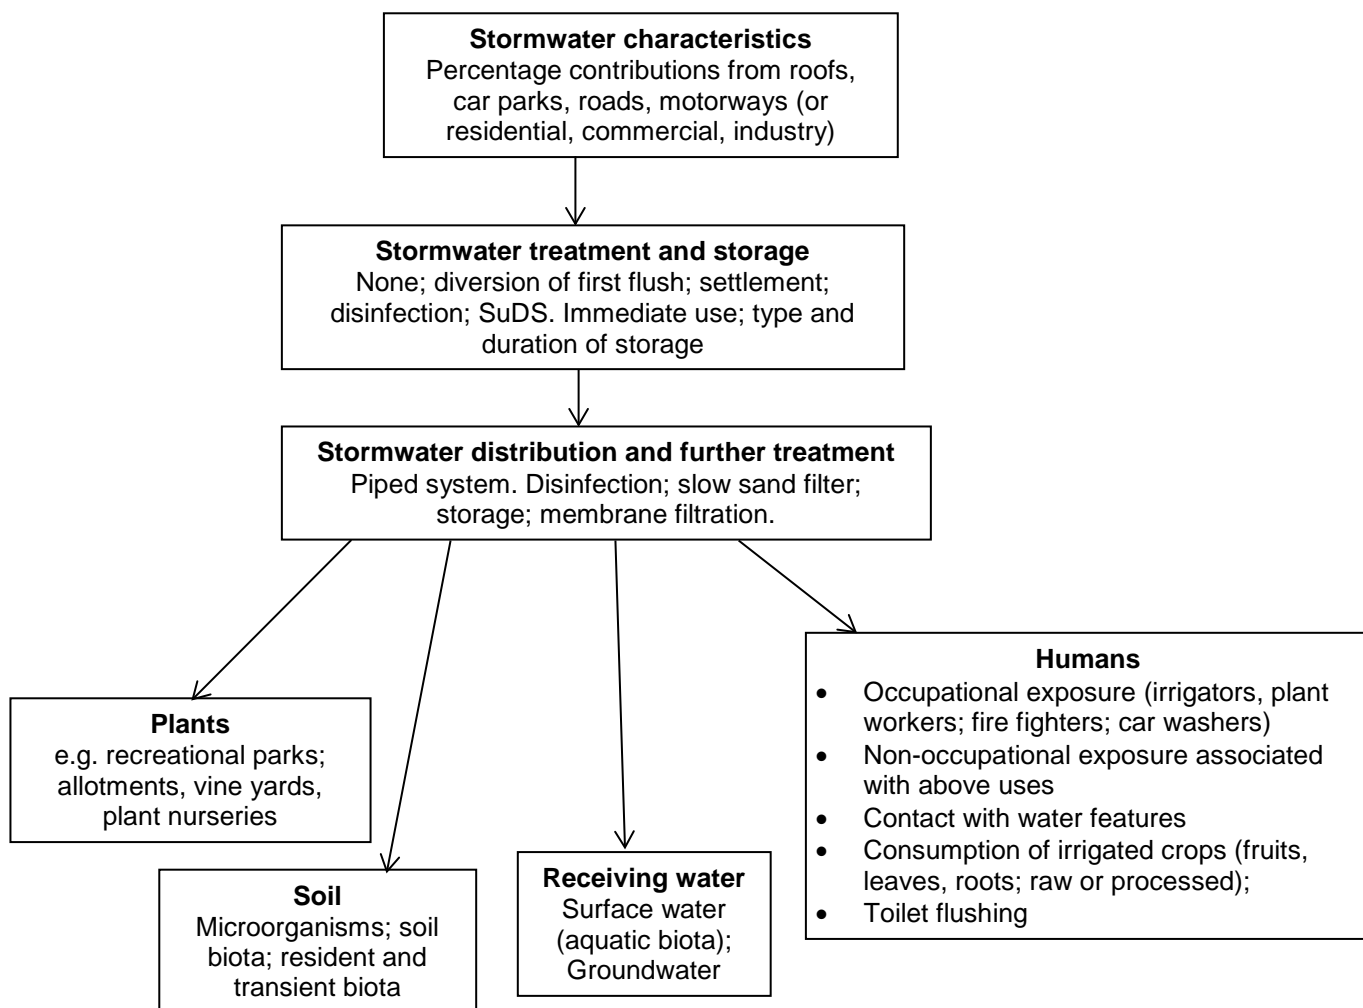 Stormwater characteristics
Percentage contributions from roofs,
car parks, roads, motorways (or
residential, commercial, industry)
Stormwater treatment and storage
None; diversion of first flush; settlement;
disinfection; SuDS. Immediate use; type and
duration of storage
Stormwater distribution and further treatment
Piped system. Disinfection; slow sand filter;
storage; membrane filtration.
Plants
e.g. recreational parks;
allotments, vine yards,
plant nurseries
Soil
Microorganisms; soil
biota; resident and
transient biota
Receiving water
Surface water
(aquatic biota);
Groundwater
Humans
• Occupational exposure (irrigators, plant
workers; fire fighters; car washers)
• Non-occupational exposure associated
with above uses
• Contact with water features
• Consumption of irrigated crops (fruits,
leaves, roots; raw or processed);
• Toilet flushing